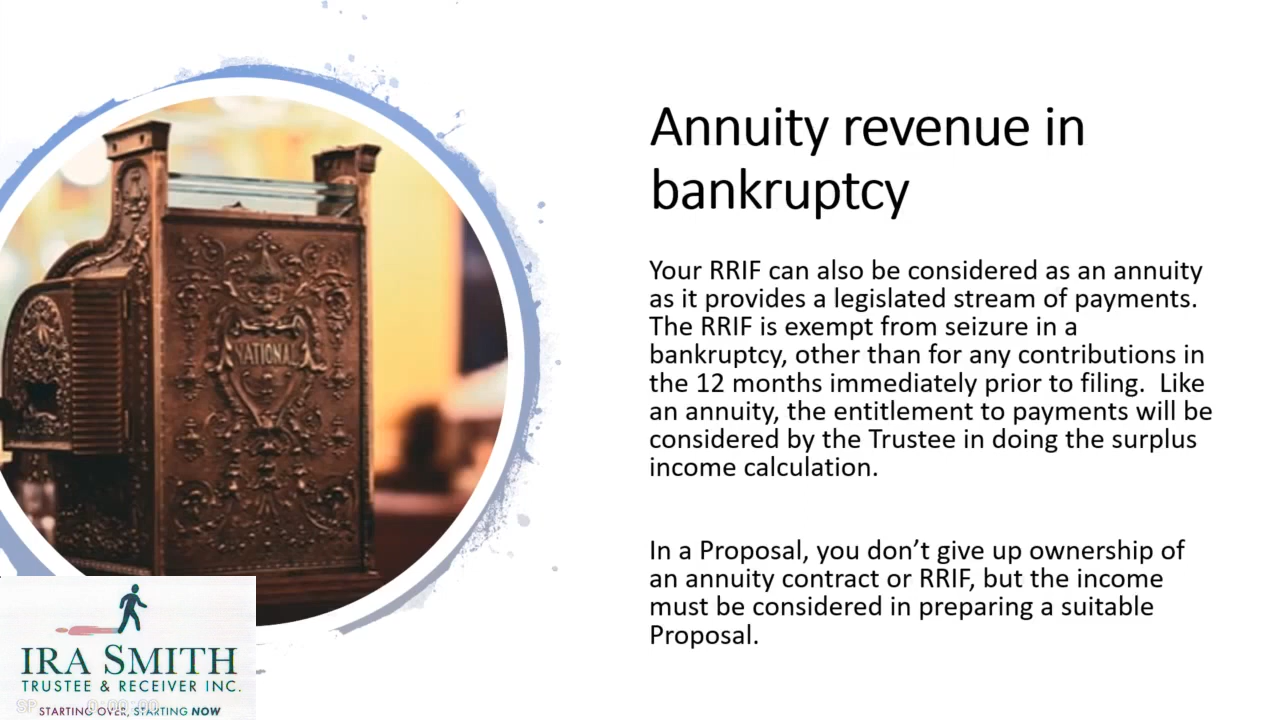 Annuity revenue in
bankruptcy
Your RRIF can also be considered as an annuity
as it provides a legislated stream of payments.
The RRIF is exempt from seizure in a
bankruptcy, other than for any contributions in
the 12 months immediately prior to filing.  Like
an annuity, the entitlement to payments will be
considered by the Trustee in doing the surplus
income calculation.
In a Proposal, you don’t give up ownership of
an annuity contract or RRIF, but the income
must be considered in preparing a suitable
Proposal.
NATIONAL
IRA SMITH
TRUSTEE & RECEIVER INC.
STARTING OVER, STARTING NOW